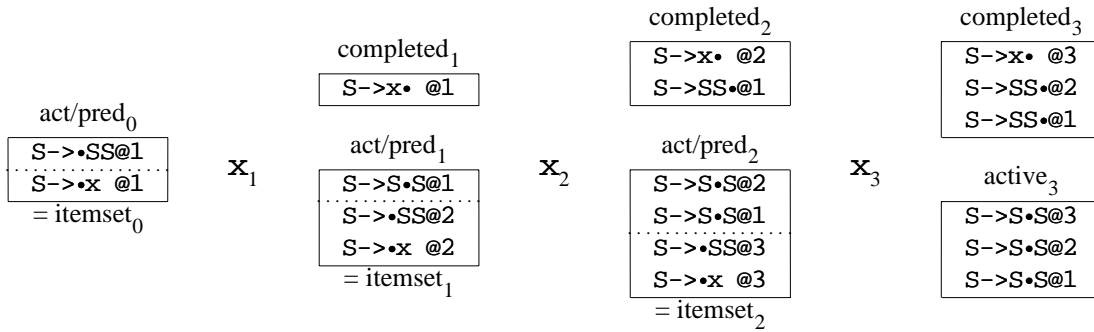 act/pred₀
S->•SS@1
S->•x @1
= itemset₀
x₁
completed₁
S->x• @1
act/pred₁
S->S•S@1
S->•SS@2
S->•x @2
= itemset₁
x₂
completed₂
S->x• @2
S->SS•@1
act/pred₂
S->S•S@2
S->S•S@1
S->•SS@3
S->•x @3
= itemset₂
x₃
completed₃
S->x• @3
S->SS•@2
S->SS•@1
active₃
S->S•S@3
S->S•S@2
S->S•S@1